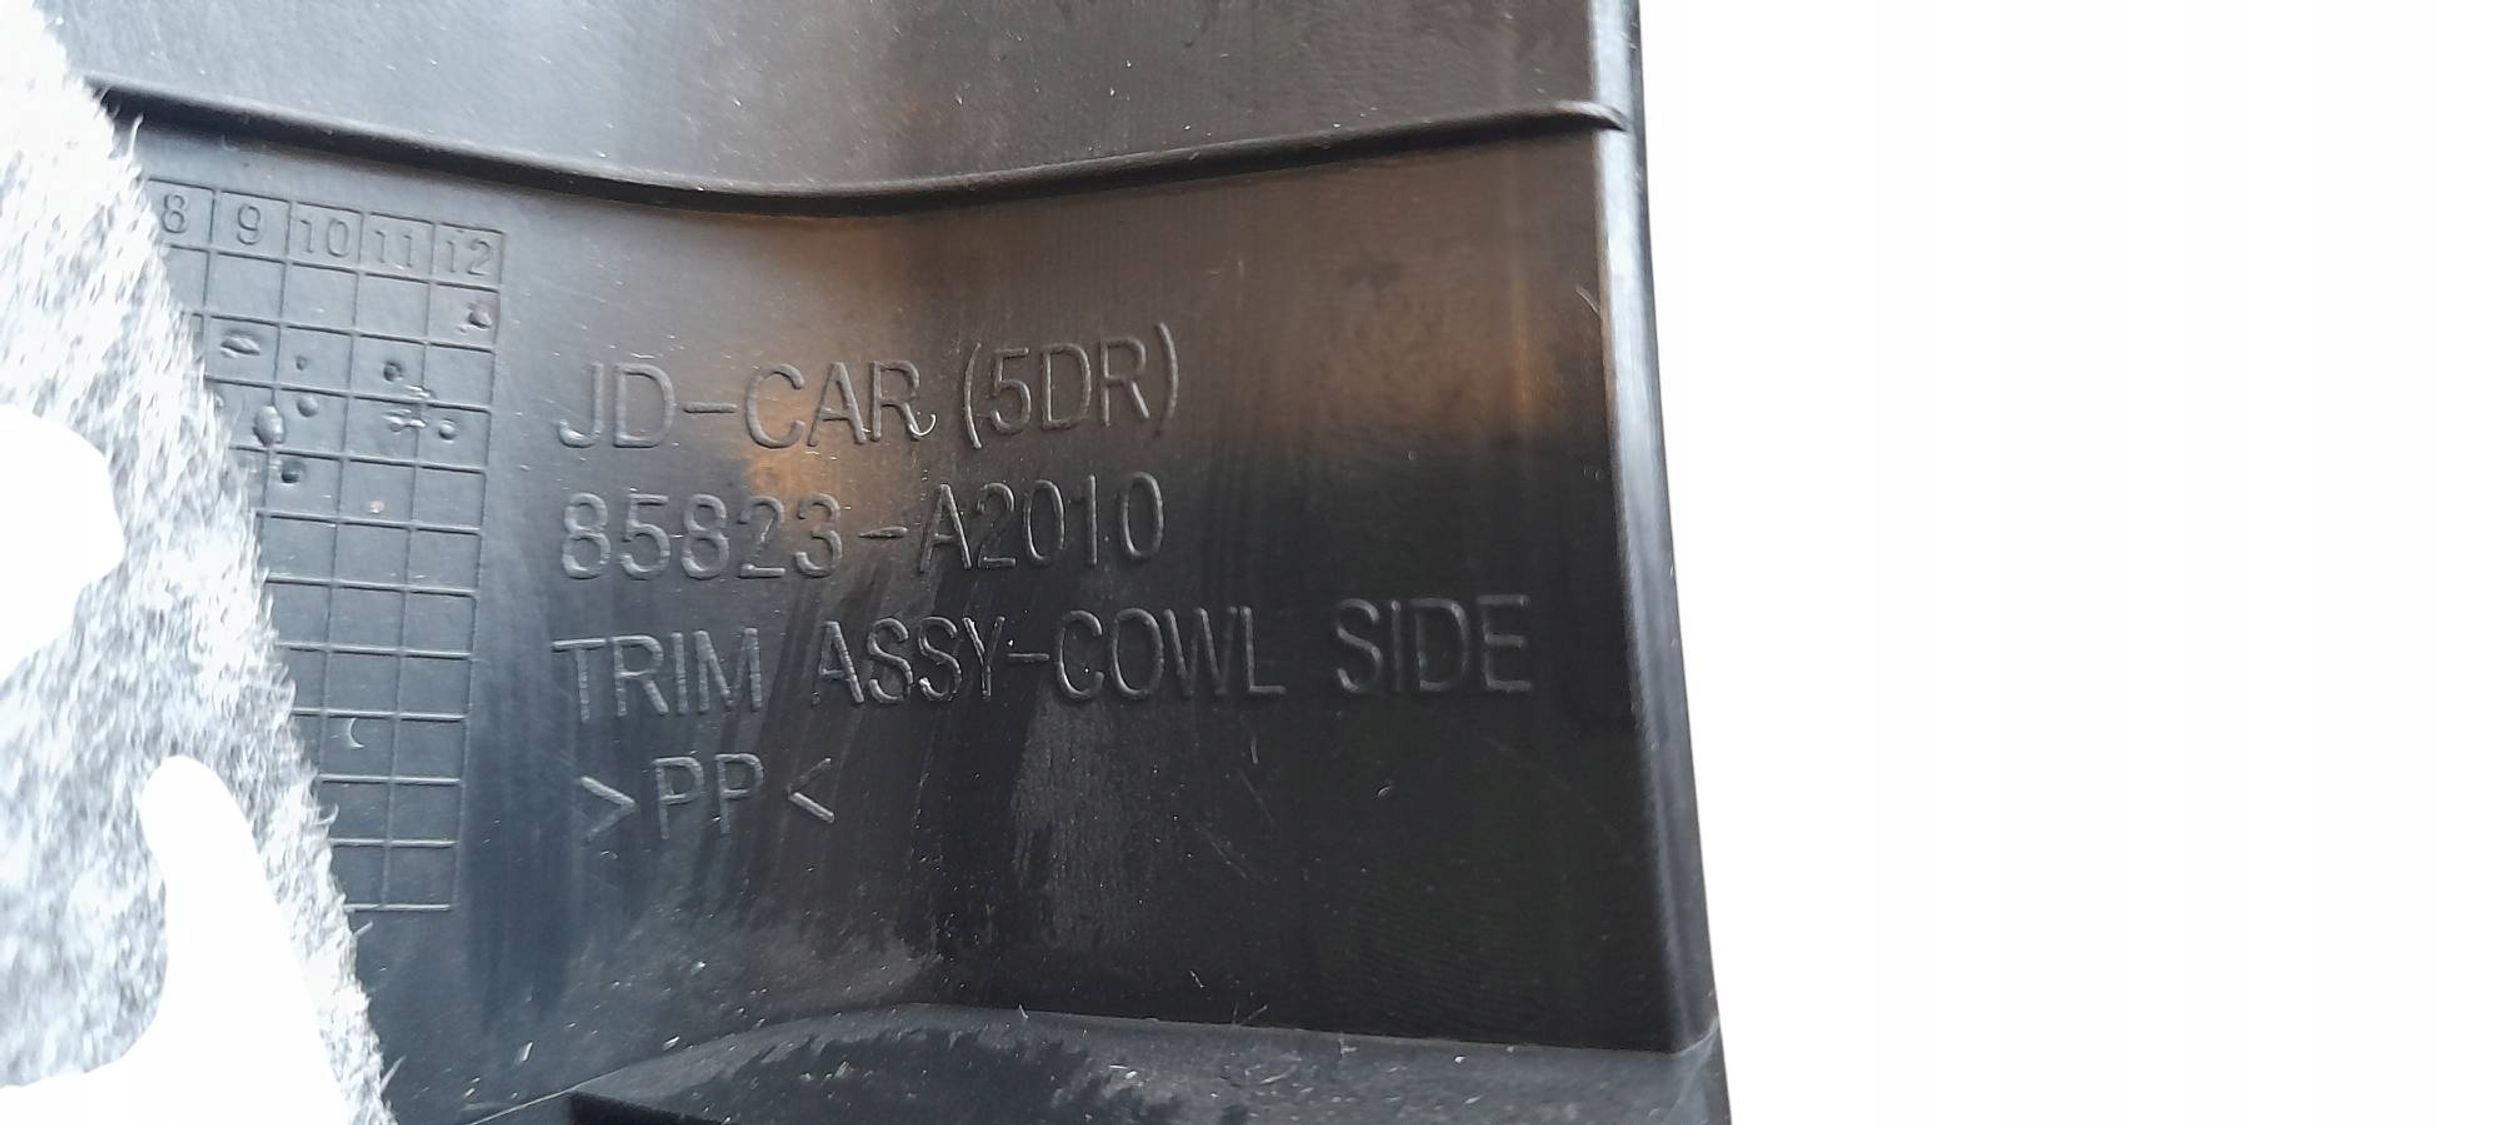 8 9 10 11 12
JD-CAR (5DR)
85823-A2010
TRIM ASSY-COWL SIDE
>PP<